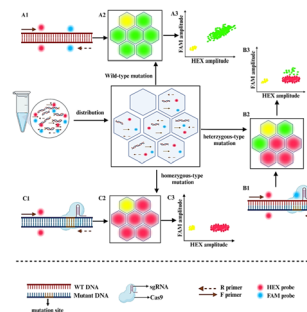 A1
A2
A3
FAM amplitude
HEX amplitude
Wild-type mutation
B3
FAM amplitude
HEX amplitude
distribution
B2
heterzygous-type
mutation
homozygous-type
mutation
C1
C2
C3
FAM amplitude
HEX amplitude
B1
WT DNA
Mutant DNA
mutation site
sgRNA
Cas9
R primer
F primer
HEX probe
FAM probe